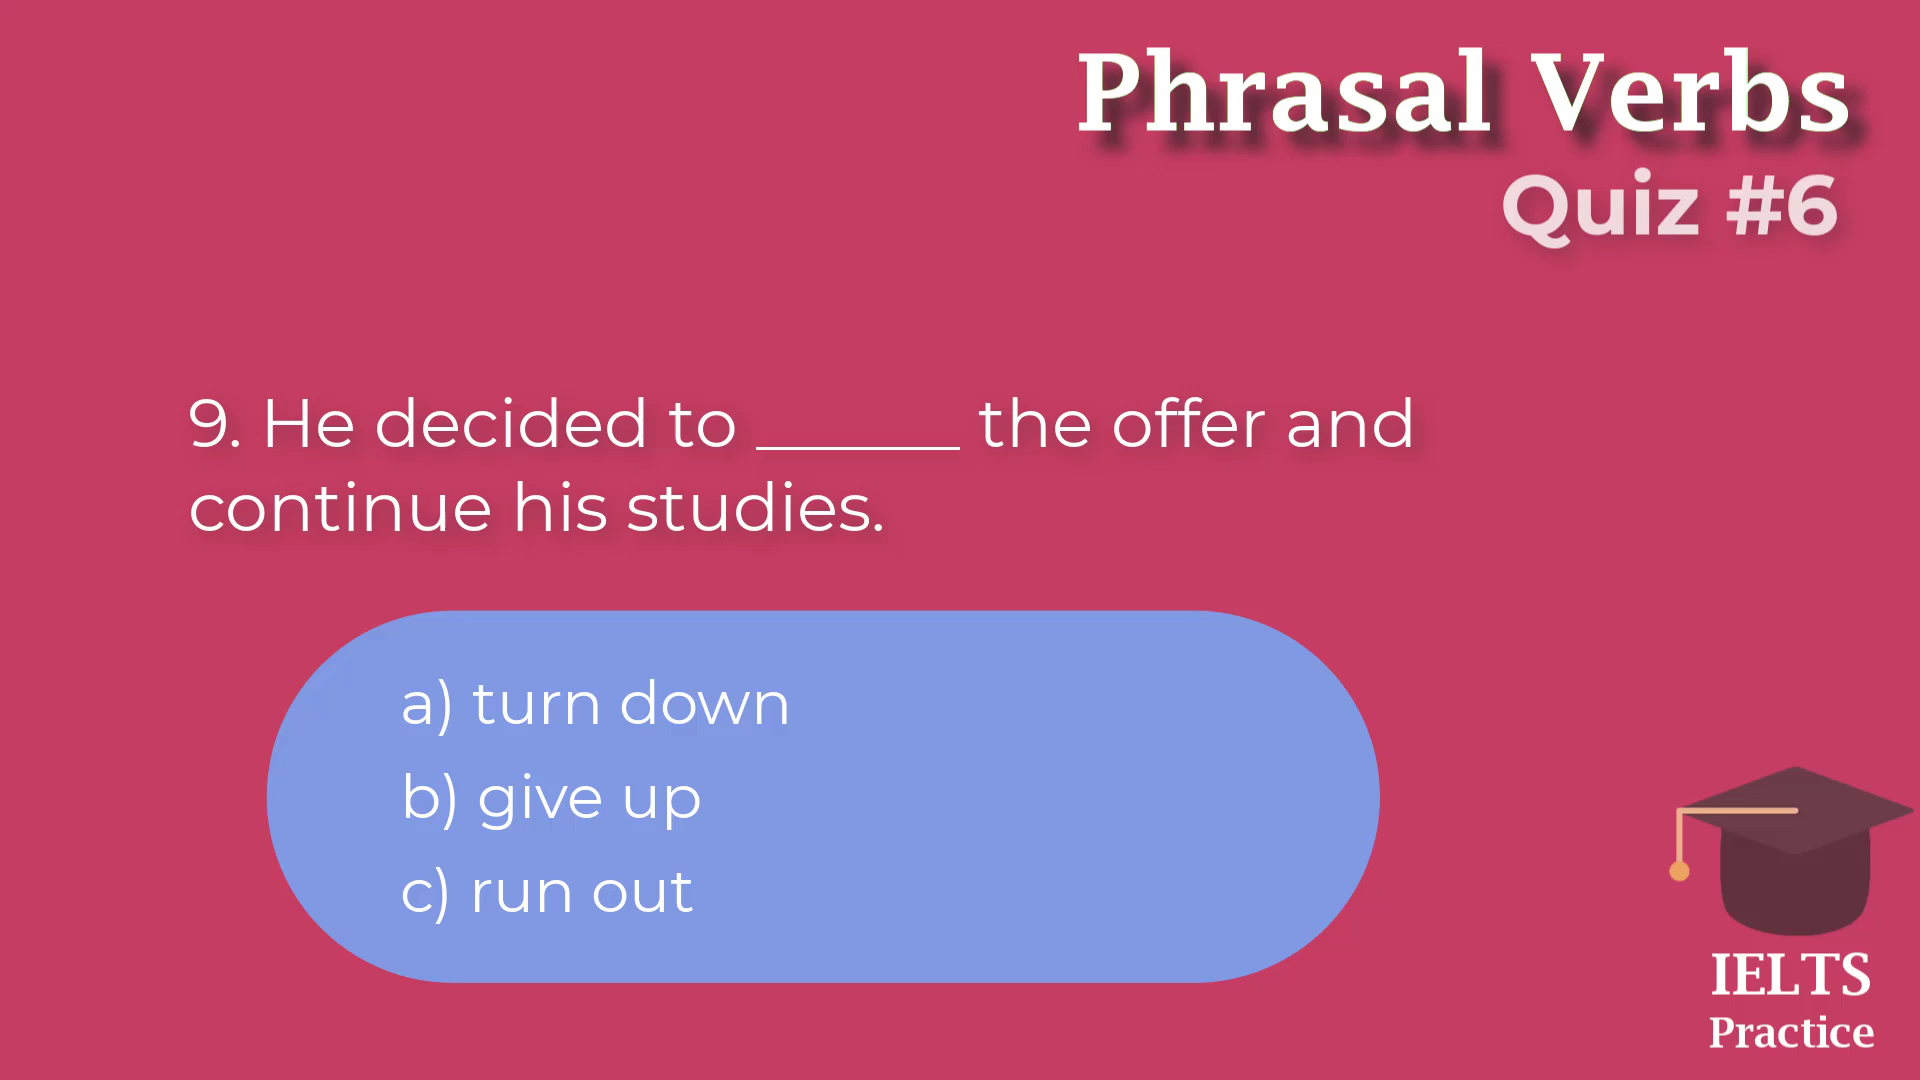 Phrasal Verbs
Quiz #6
9. He decided to ______ the offer and
continue his studies.
a) turn down
b) give up
c) run out
IELTS
Practice